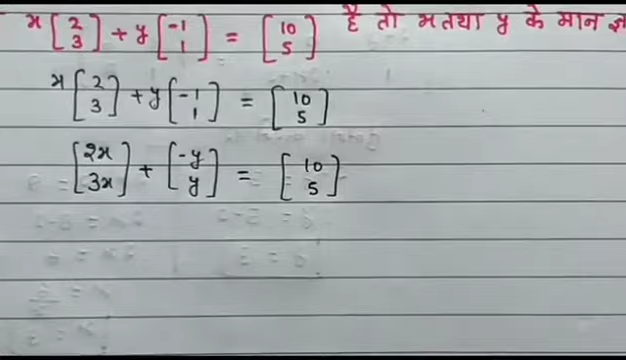 x [2 3] + y [-1 1] = [10 5] है तो x तथा y के मान
x [2 3] + y [-1 1] = [10 5]
[2x 3x] + [-y y] = [10 5]